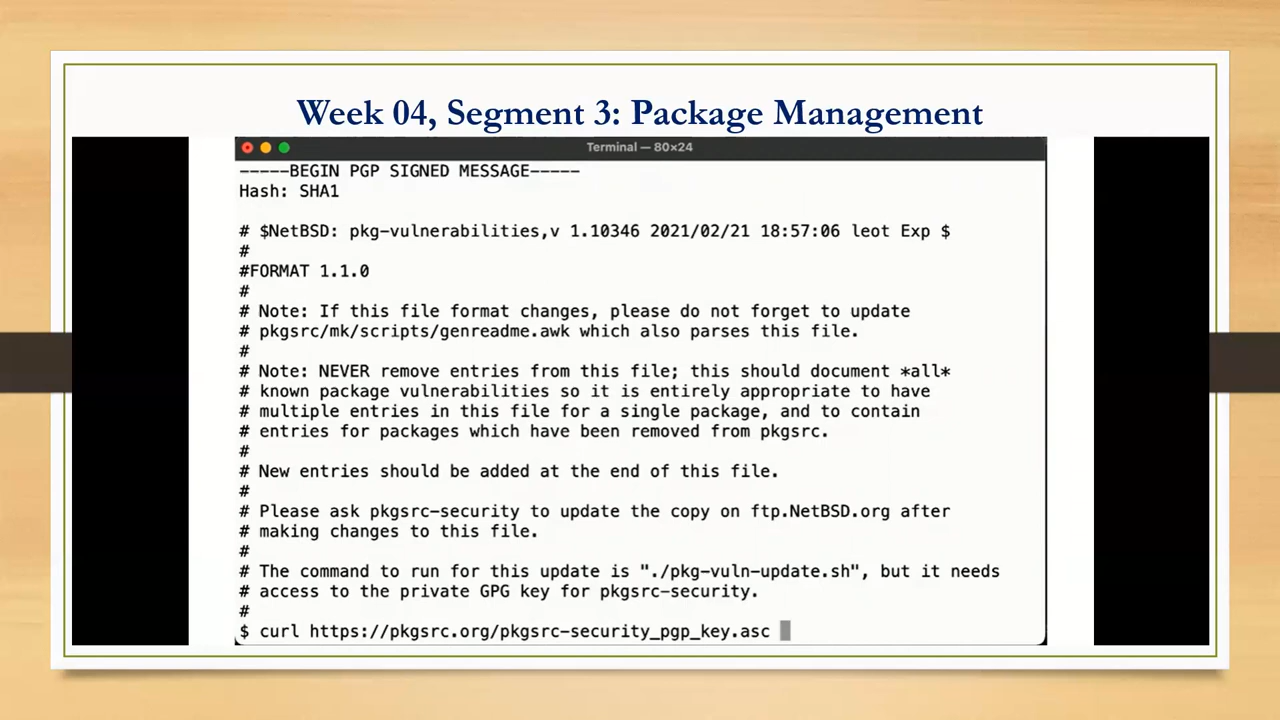 Week 04, Segment 3: Package Management
Terminal — 80×24
-----BEGIN PGP SIGNED MESSAGE-----
Hash: SHA1
# $NetBSD: pkg-vulnerabilities,v 1.10346 2021/02/21 18:57:06 leot Exp $
#
#FORMAT 1.1.0
#
# Note: If this file format changes, please do not forget to update
# pkgsrc/mk/scripts/genreadme.awk which also parses this file.
#
# Note: NEVER remove entries from this file; this should document *all*
# known package vulnerabilities so it is entirely appropriate to have
# multiple entries in this file for a single package, and to contain
# entries for packages which have been removed from pkgsrc.
#
# New entries should be added at the end of this file.
#
# Please ask pkgsrc-security to update the copy on ftp.NetBSD.org after
# making changes to this file.
#
# The command to run for this update is "./pkg-vuln-update.sh", but it needs
# access to the private GPG key for pkgsrc-security.
#
$ curl https://pkgsrc.org/pkgsrc-security_pgp_key.asc